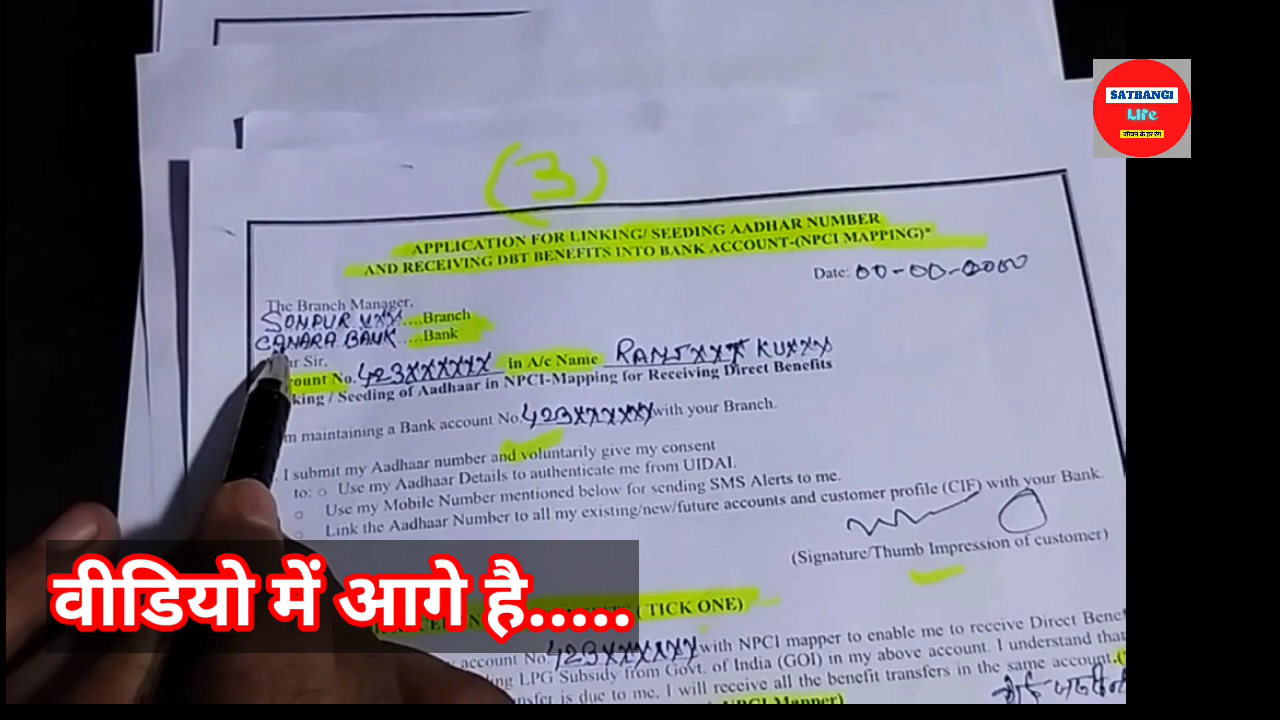 SATRANGI
Life
जीवन के हर रंग
(3)
APPLICATION FOR LINKING/ SEEDING AADHAR NUMBER
AND RECEIVING DBT BENEFITS INTO BANK ACCOUNT-(NPCI MAPPING)*
Date: 00-00-0000
The Branch Manager,
SONPUR VXX....Branch
CANARA BANK.....Bank
Sir,
No. 423XXXXXX in A/c Name RANJXXX KUXXX
/ Seeding of Aadhaar in NPCI-Mapping for Receiving Direct Benefits
maintaining a Bank account No. 423XXXXXX with your Branch.
I submit my Aadhaar number and voluntarily give my consent
to: o Use my Aadhaar Details to authenticate me from UIDAI.
o Use my Mobile Number mentioned below for sending SMS Alerts to me.
o Link the Aadhaar Number to all my existing/new/future accounts and customer profile (CIF) with your Bank.
(Signature/Thumb Impression of customer)
वीडियो में आगे है.....
(TICK ONE)
account No. 423XXXXXX with NPCI mapper to enable me to receive Direct
LPG Subsidy from Govt. of India (GOI) in my above account. I understand that
is due to me, I will receive all the benefit transfers in the same account.
Mapper)